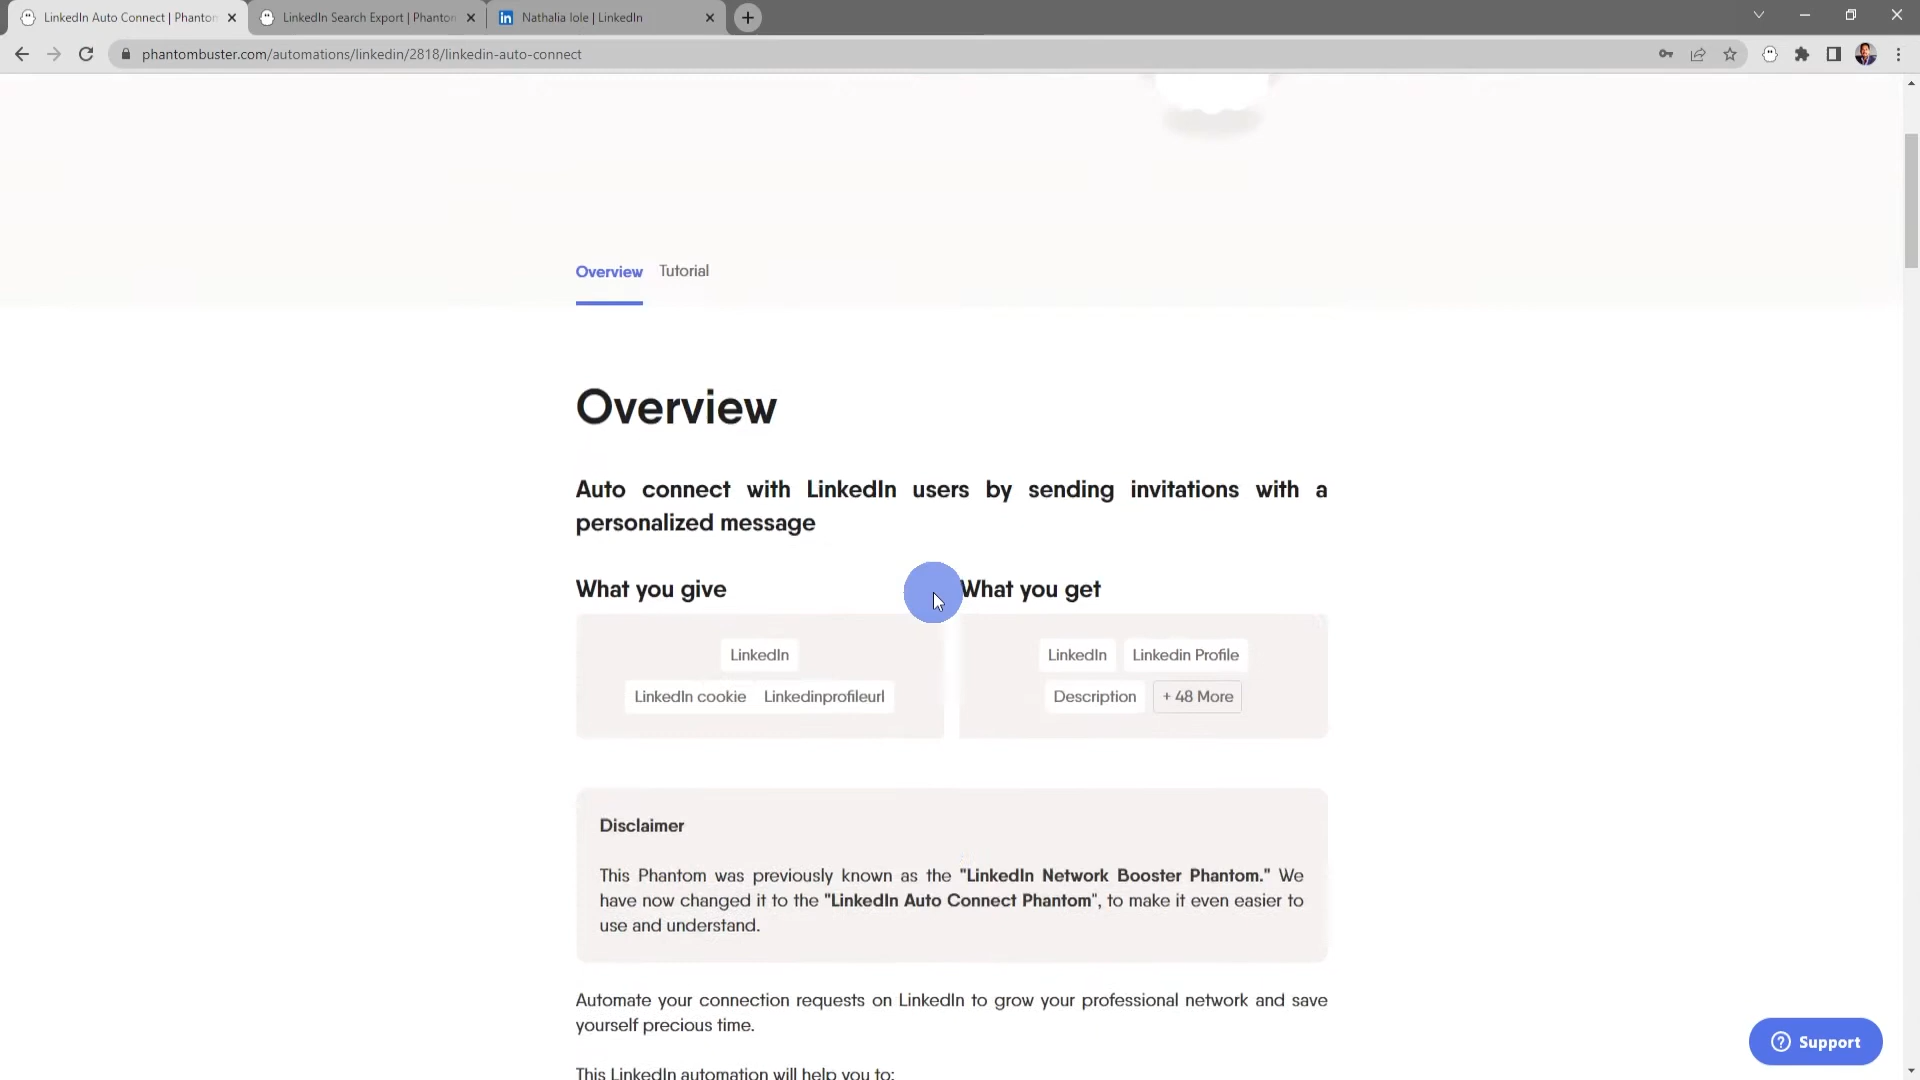 LinkedIn Auto Connect | Phantom
LinkedIn Search Export | Phantom
in Nathalia Iole | LinkedIn
phantombuster.com/automations/linkedin/2818/linkedin-auto-connect
Overview Tutorial
Overview
Auto connect with LinkedIn users by sending invitations with a
personalized message
What you give
What you get
LinkedIn
LinkedIn cookie Linkedinprofileurl
LinkedIn Linkedin Profile
Description + 48 More
Disclaimer
This Phantom was previously known as the "LinkedIn Network Booster Phantom." We
have now changed it to the "LinkedIn Auto Connect Phantom", to make it even easier to
use and understand.
Automate your connection requests on LinkedIn to grow your professional network and save
yourself precious time.
This LinkedIn automation will help you to:
? Support